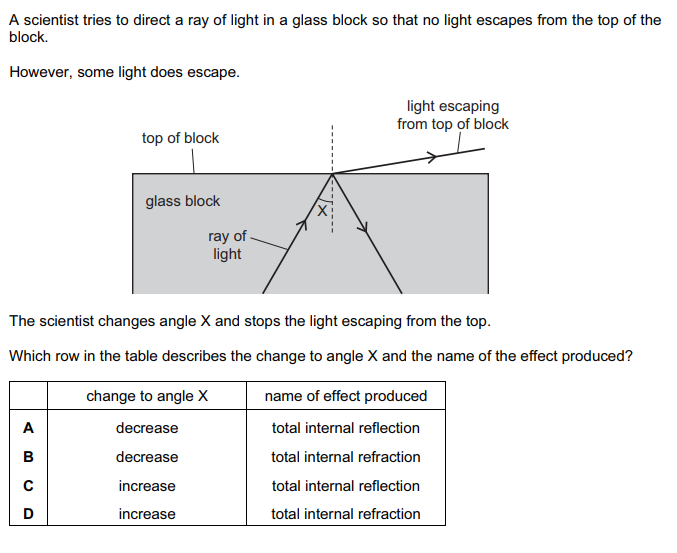 A scientist tries to direct a ray of light in a glass block so that no light escapes from the top of the
block.
However, some light does escape.
light escaping
from top of block
top of block
glass block
X
ray of
light
The scientist changes angle X and stops the light escaping from the top.
Which row in the table describes the change to angle X and the name of the effect produced?
change to angle X name of effect produced
A decrease total internal reflection
B decrease total internal refraction
C increase total internal reflection
D increase total internal refraction